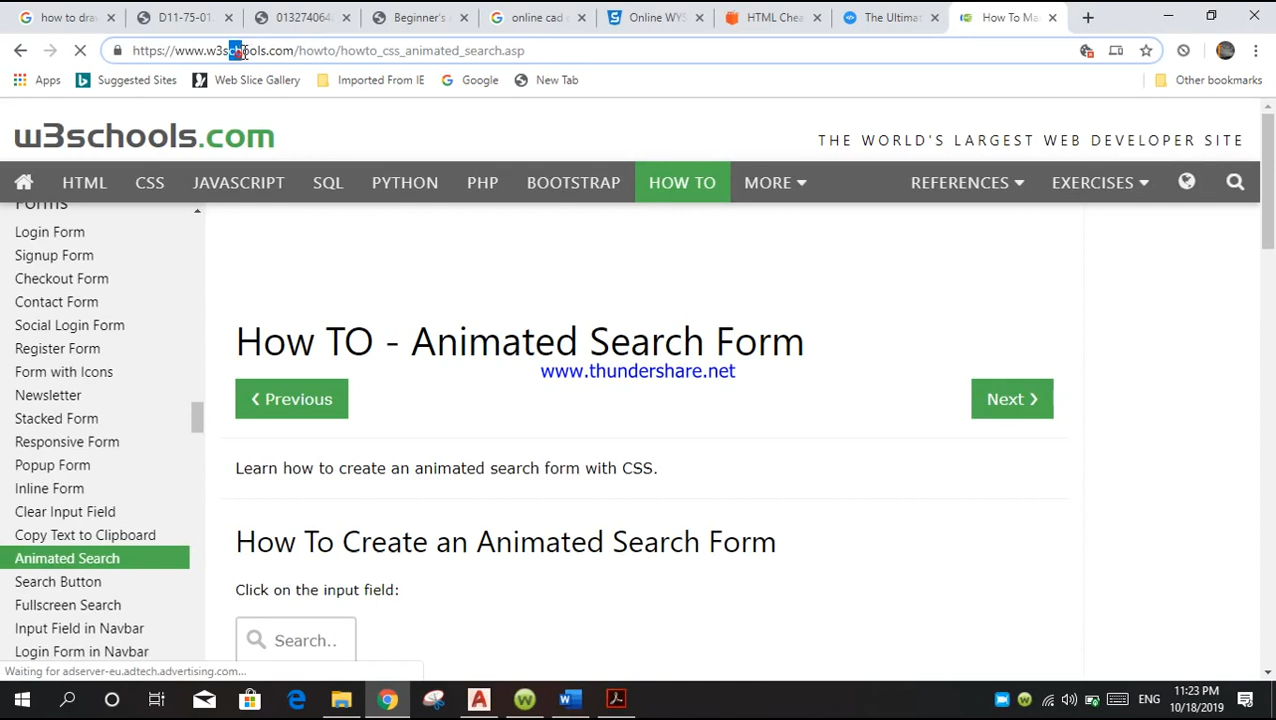 how to dra
D11-75-01
013274064
Beginner's
online cad
Online WYS
HTML Chea
The Ultima
How To Ma
https://www.w3schools.com/howto/howto_css_animated_search.asp
Apps
Suggested Sites
Web Slice Gallery
Imported From IE
Google
New Tab
Other bookmarks
w3schools.com
THE WORLD'S LARGEST WEB DEVELOPER SITE
HTML
CSS
JAVASCRIPT
SQL
PYTHON
PHP
BOOTSTRAP
HOW TO
MORE
REFERENCES
EXERCISES
Forms
Login Form
Signup Form
Checkout Form
Contact Form
Social Login Form
Register Form
Form with Icons
Newsletter
Stacked Form
Responsive Form
Popup Form
Inline Form
Clear Input Field
Copy Text to Clipboard
Animated Search
Search Button
Fullscreen Search
Input Field in Navbar
Login Form in Navbar
How TO - Animated Search Form
www.thundershare.net
❮ Previous
Next ❯
Learn how to create an animated search form with CSS.
How To Create an Animated Search Form
Click on the input field:
Search..
Waiting for adserver-eu.adtech.advertising.com...
ENG
11:23 PM
10/18/2019